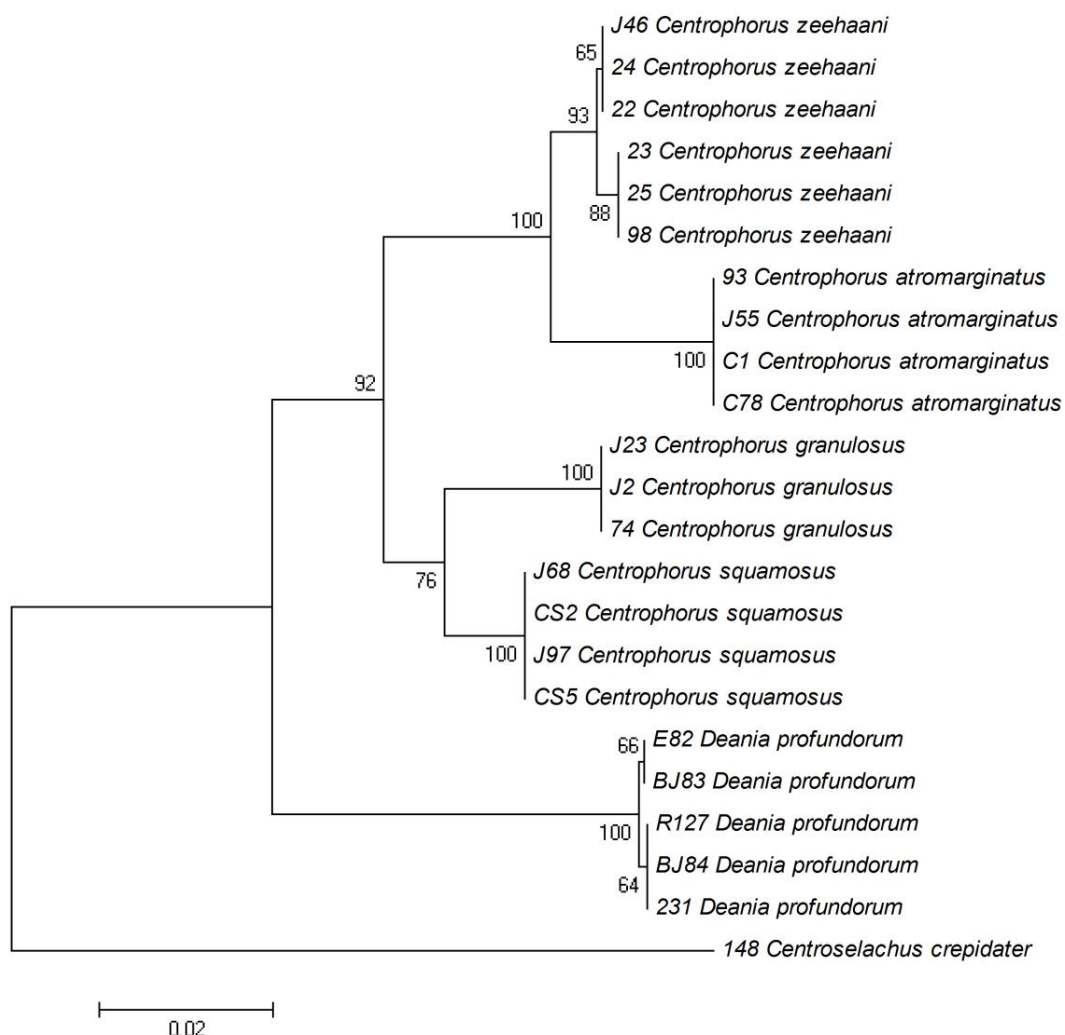 J46 Centrophorus zeehaani
65
24 Centrophorus zeehaani
22 Centrophorus zeehaani
93
23 Centrophorus zeehaani
25 Centrophorus zeehaani
88
98 Centrophorus zeehaani
100
93 Centrophorus atromarginatus
J55 Centrophorus atromarginatus
C1 Centrophorus atromarginatus
100
C78 Centrophorus atromarginatus
92
J23 Centrophorus granulosus
100
J2 Centrophorus granulosus
74 Centrophorus granulosus
J68 Centrophorus squamosus
76
CS2 Centrophorus squamosus
J97 Centrophorus squamosus
100
CS5 Centrophorus squamosus
E82 Deania profundorum
66
BJ83 Deania profundorum
R127 Deania profundorum
100
BJ84 Deania profundorum
64
231 Deania profundorum
148 Centroselachus crepidater
0.02